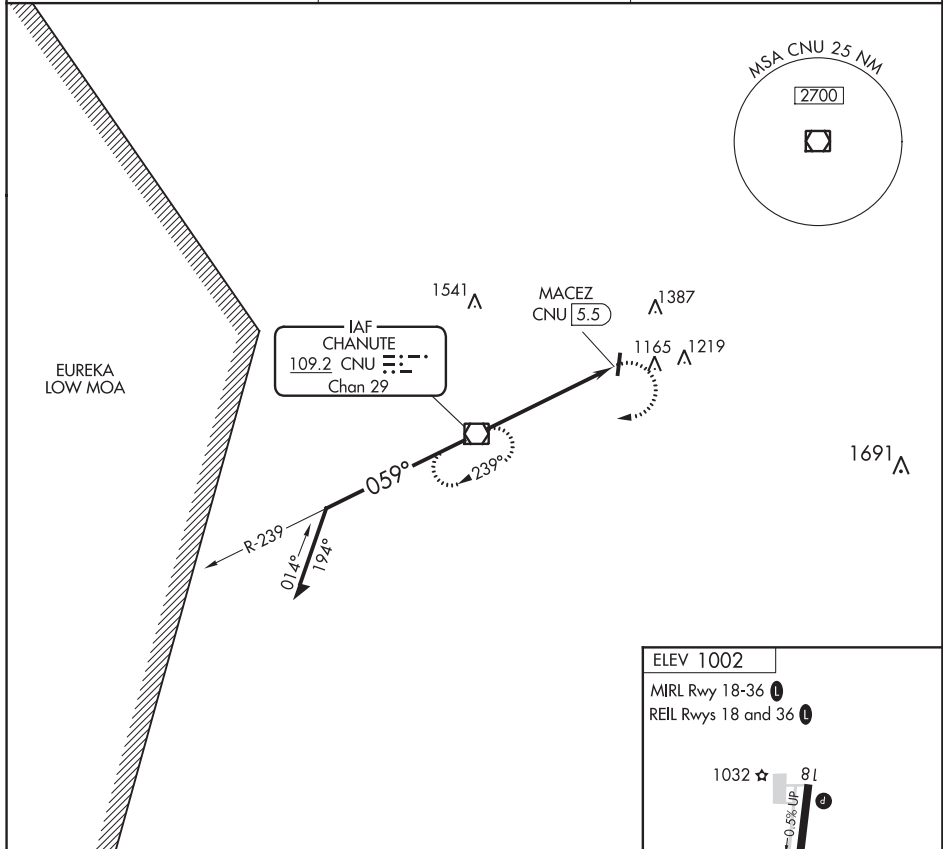 MSA CNU 25 NM
2700
1541
MACEZ
CNU 5.5
1387
IAF
CHANUTE
109.2 CNU
Chan 29
1165
1219
EUREKA
LOW MOA
1691
059°
239°
R-239
014°
194°
ELEV 1002
MIRL Rwy 18-36 L
REIL Rwys 18 and 36 L
1032
18
P
0.5% UP